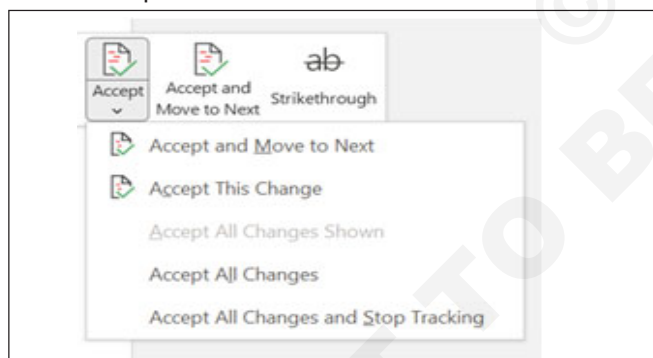 Accept
Accept and
Move to Next
Strikethrough
Accept and Move to Next
Accept This Change
Accept All Changes Shown
Accept All Changes
Accept All Changes and Stop Tracking
©
TO